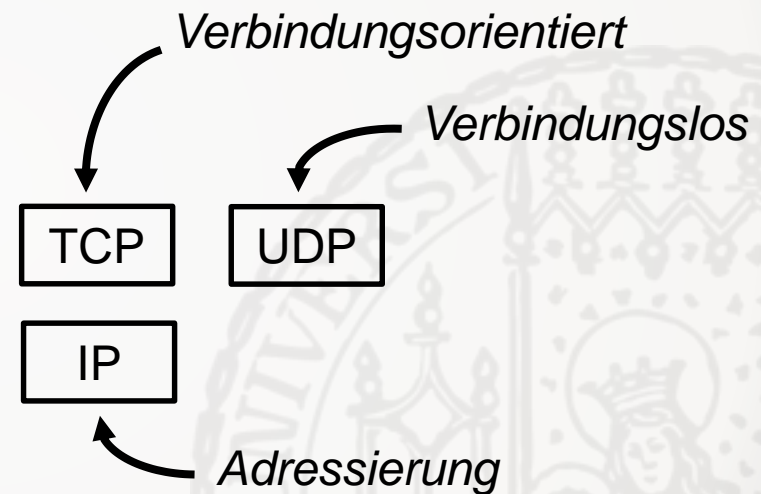 Verbindungsorientiert
Verbindungslos
TCP
UDP
IP
Adressierung